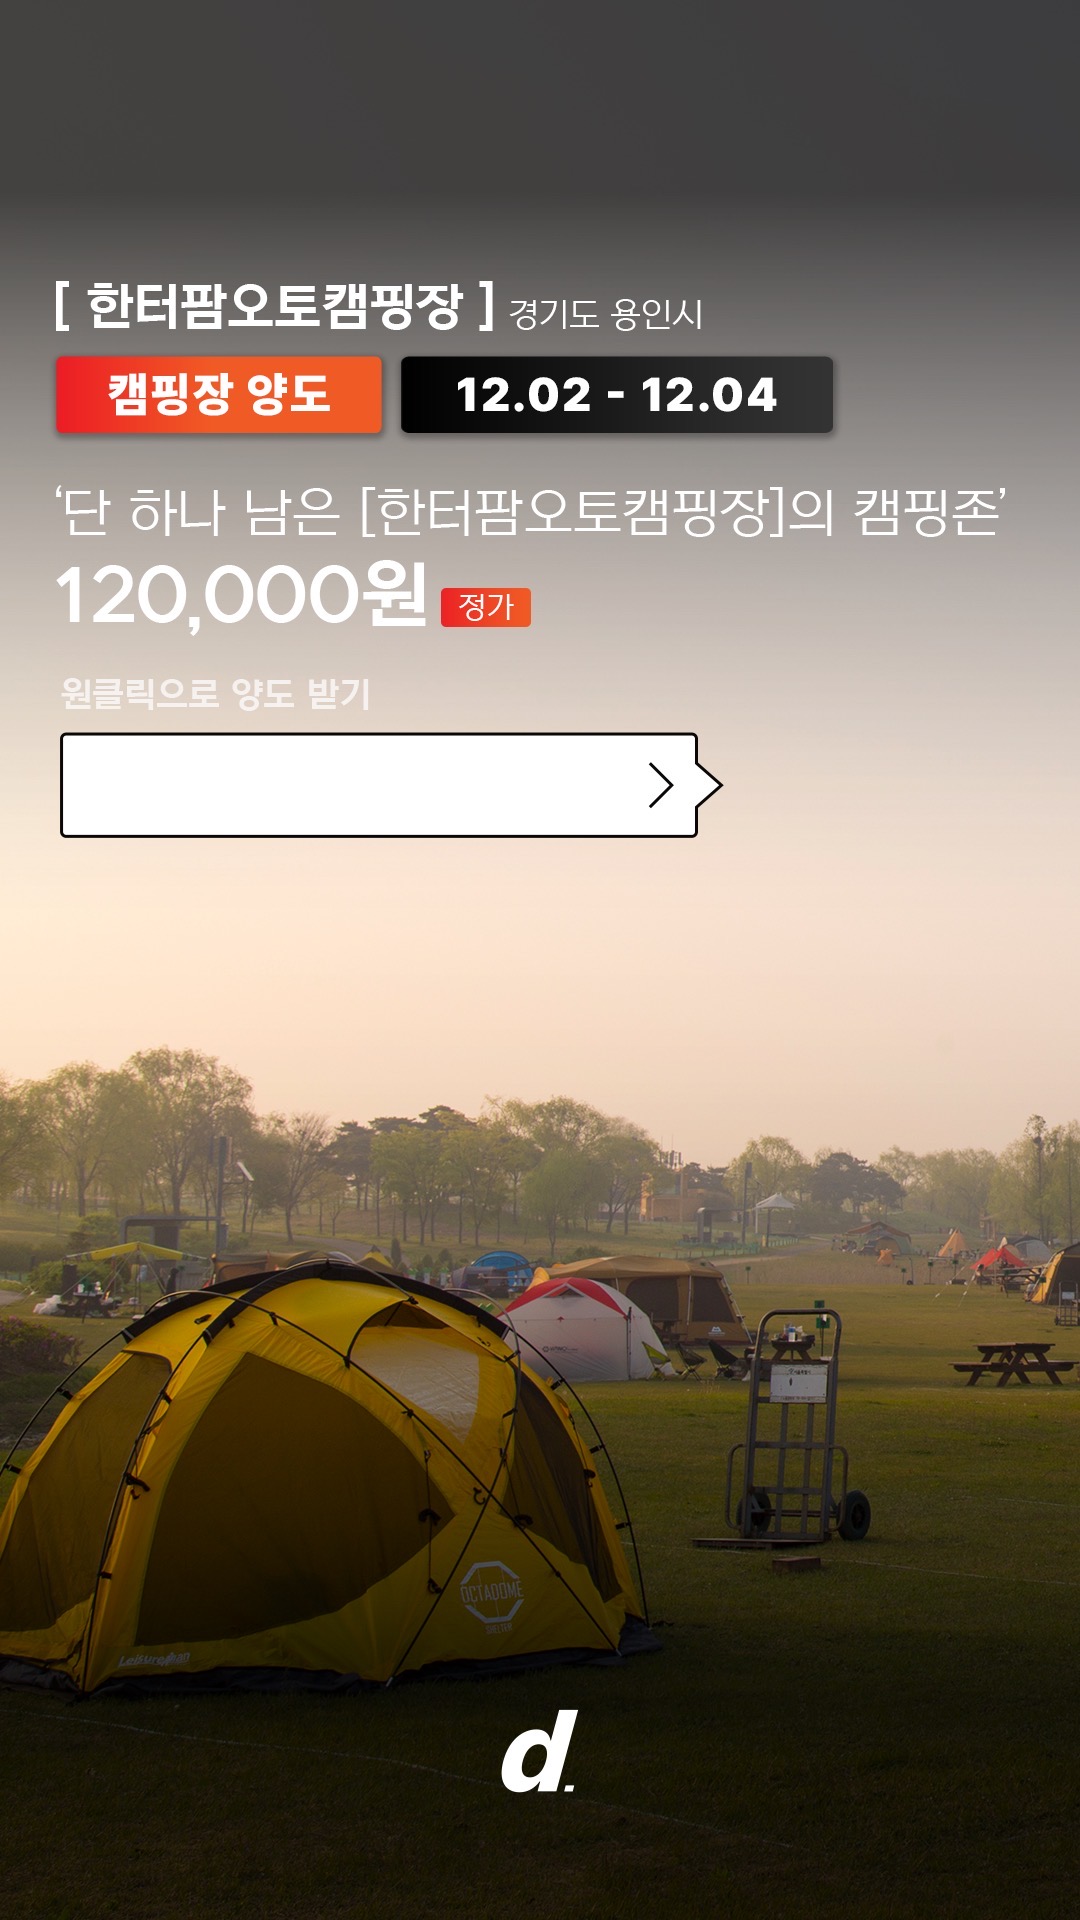 [ 한터팜오토캠핑장 ] 경기도 용인시
캠핑장 양도 12.02 - 12.04
‘단 하나 남은 [한터팜오토캠핑장]의 캠핑존’
120,000원 정가
원클릭으로 양도 받기
OCTADOME
SHELTER
d.